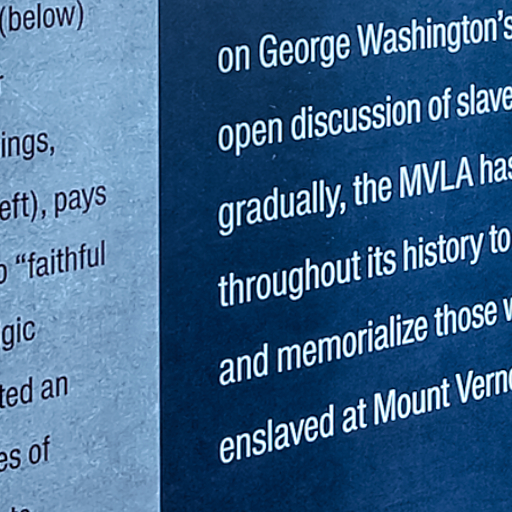 (below)
ings,
eft), pays
"faithful
gic
ted an
es of
to
on George Washington's
open discussion of slave
gradually, the MVLA has
throughout its history to
and memorialize those w
enslaved at Mount Verno